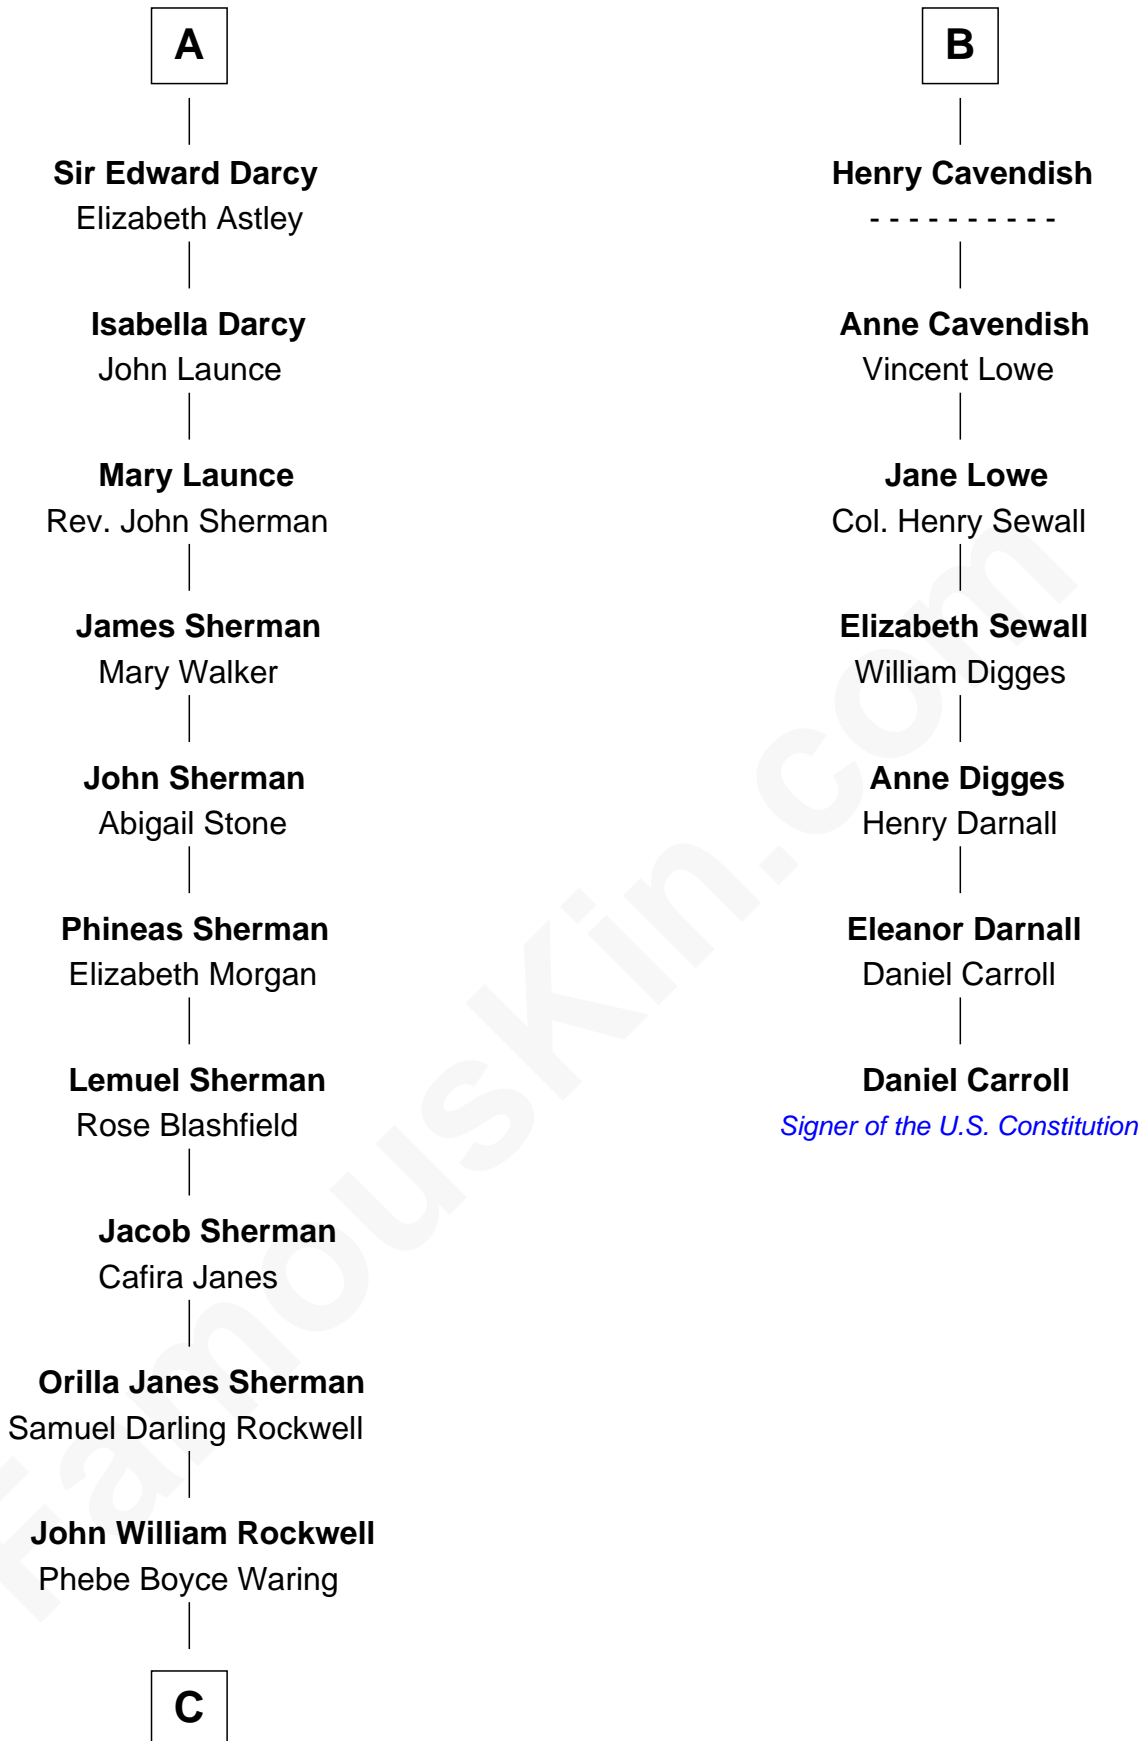 A
Sir Edward Darcy
Elizabeth Astley
Isabella Darcy
John Launce
Mary Launce
Rev. John Sherman
James Sherman
Mary Walker
John Sherman
Abigail Stone
Phineas Sherman
Elizabeth Morgan
Lemuel Sherman
Rose Blashfield
Jacob Sherman
Cafira Janes
Orilla Janes Sherman
Samuel Darling Rockwell
John William Rockwell
Phebe Boyce Waring
C
B
Henry Cavendish
- - - - - - - - - -
Anne Cavendish
Vincent Lowe
Jane Lowe
Col. Henry Sewall
Elizabeth Sewall
William Digges
Anne Digges
Henry Darnall
Eleanor Darnall
Daniel Carroll
Daniel Carroll
Signer of the U.S. Constitution
FamousKin.com